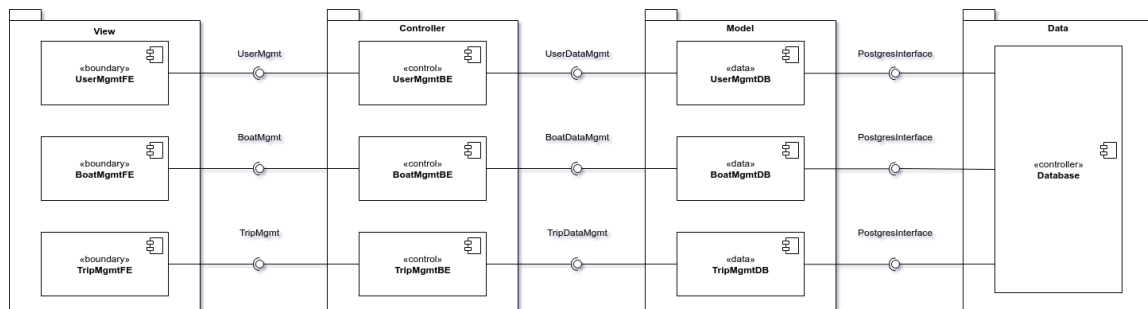 View
Controller
Model
Data
«boundary»
UserMgmtFE
UserMgmt
«control»
UserMgmtBE
UserDataMgmt
«data»
UserMgmtDB
PostgresInterface
«boundary»
BoatMgmtFE
BoatMgmt
«control»
BoatMgmtBE
BoatDataMgmt
«data»
BoatMgmtDB
PostgresInterface
«controller»
Database
«boundary»
TripMgmtFE
TripMgmt
«control»
TripMgmtBE
TripDataMgmt
«data»
TripMgmtDB
PostgresInterface